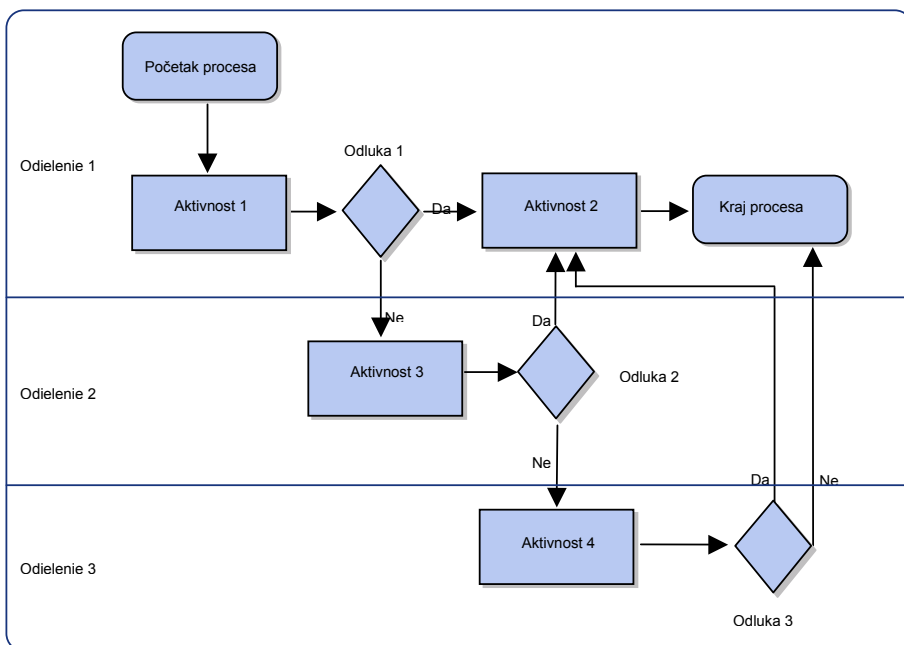 Početak procesa
Odluka 1
Odielenie 1
Aktivnost 1
Da
Aktivnost 2
Kraj procesa
Ne
Da
Aktivnost 3
Odluka 2
Odielenie 2
Ne
Da
Ne
Aktivnost 4
Odielenie 3
Odluka 3